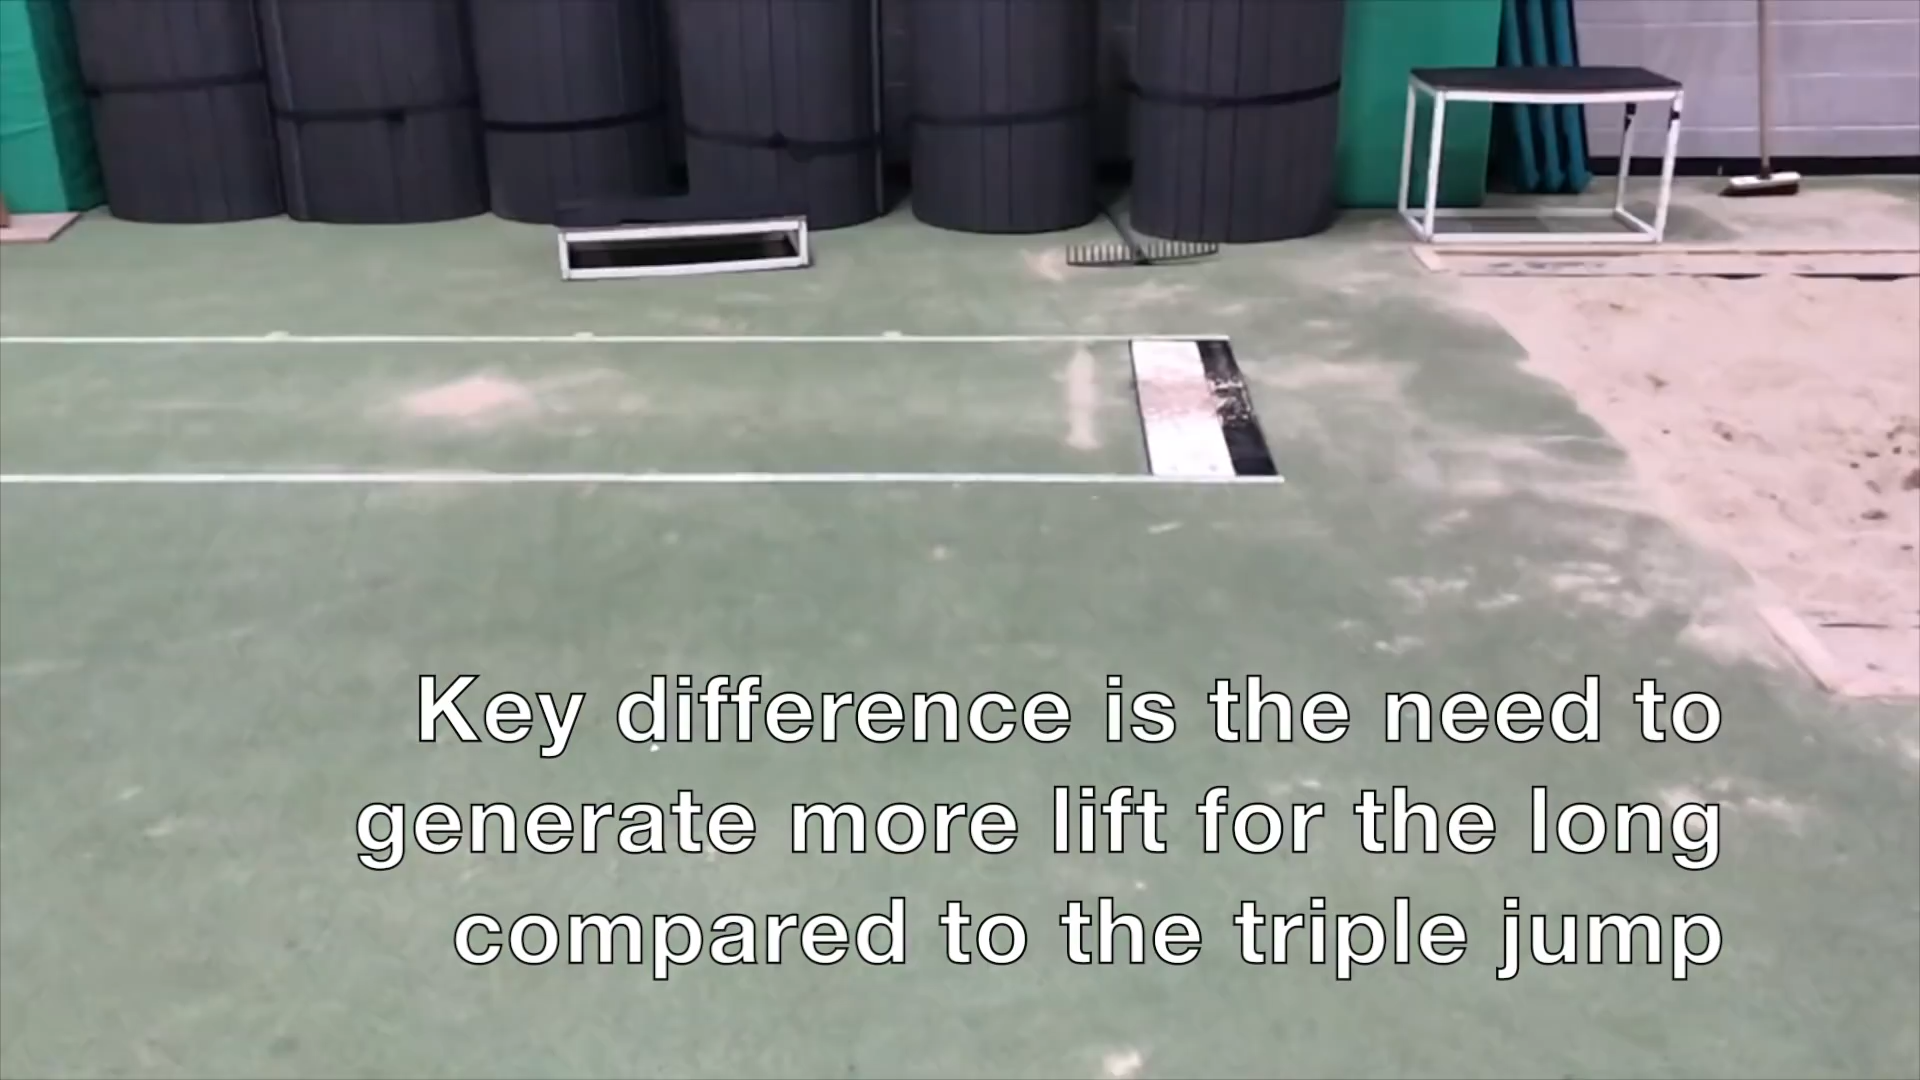 Key difference is the need to
generate more lift for the long
compared to the triple jump